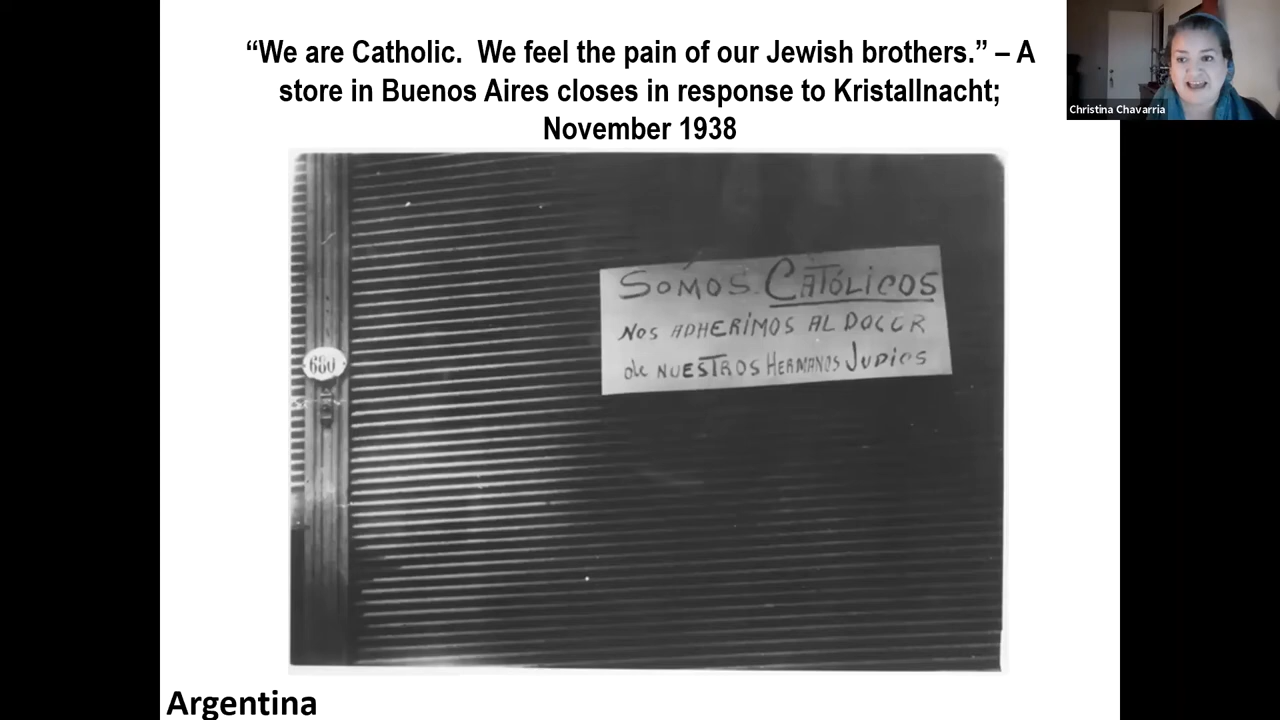 “We are Catholic.  We feel the pain of our Jewish brothers.” – A
store in Buenos Aires closes in response to Kristallnacht;
November 1938
Christina Chavarria
SOMOS CATÓLICOS
NOS ADHERIMOS AL DOLOR
de NUESTROS HERMANOS JUDIOS
680
Argentina